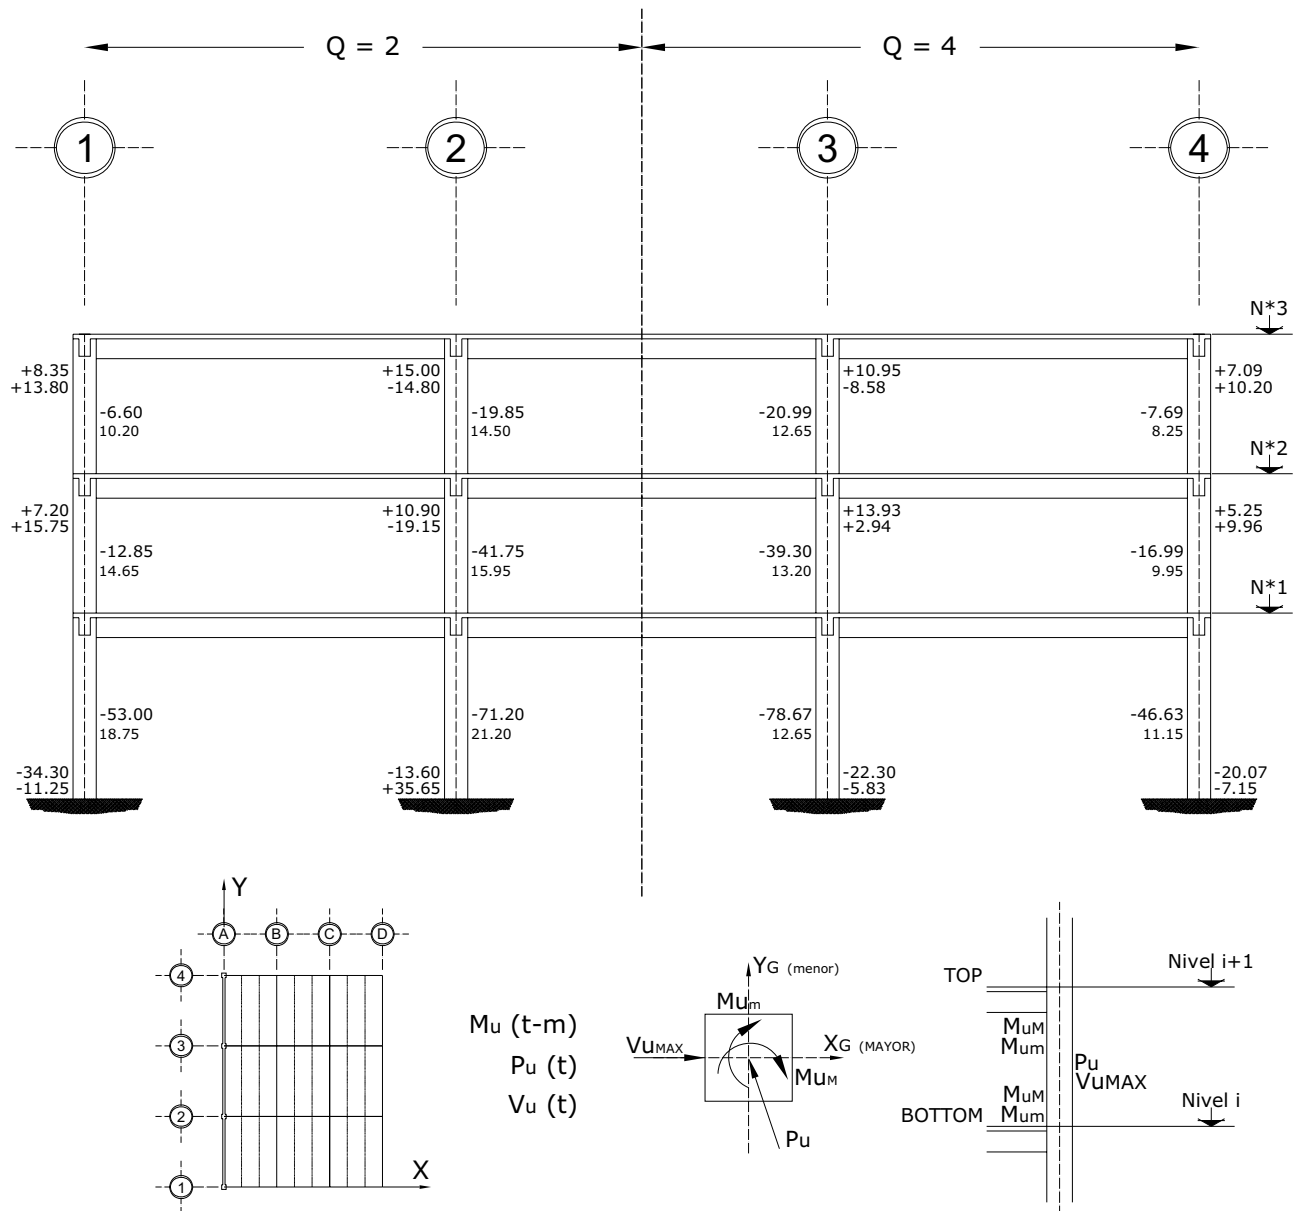 Q = 2
Q = 4
1
2
3
4
N*3
+8.35
+13.80
+15.00
-14.80
+10.95
-8.58
+7.09
+10.20
-6.60
10.20
-19.85
14.50
-20.99
12.65
-7.69
8.25
N*2
+7.20
+15.75
+10.90
-19.15
+13.93
+2.94
+5.25
+9.96
-12.85
14.65
-41.75
15.95
-39.30
13.20
-16.99
9.95
N*1
-53.00
18.75
-71.20
21.20
-78.67
12.65
-46.63
11.15
-34.30
-11.25
-13.60
+35.65
-22.30
-5.83
-20.07
-7.15
Y
A
B
C
D
4
3
2
1
X
Mu (t-m)
Pu (t)
Vu (t)
YG (menor)
Mum
VuMAX
XG (MAYOR)
MuM
Pu
TOP
Nivel i+1
MuM
Mum
Pu
VuMAX
MuM
Mum
BOTTOM
Nivel i